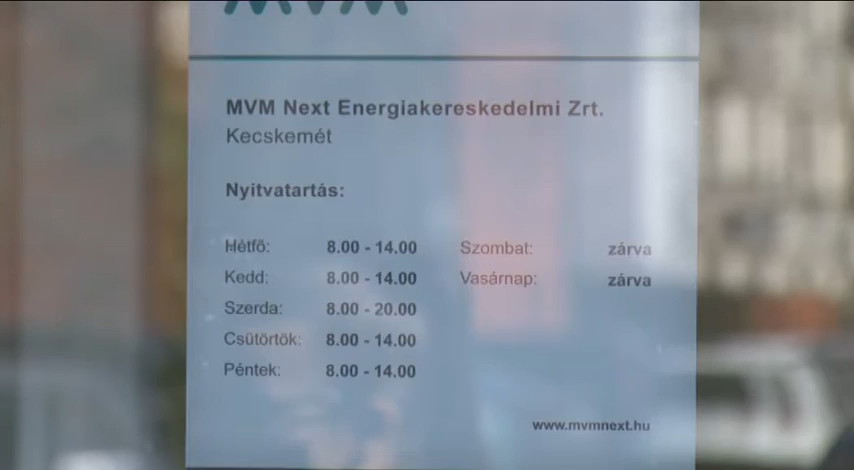 MVM
MVM Next Energiakereskedelmi Zrt.
Kecskemét
Nyitvatartás:
Hétfő: 8.00 - 14.00 Szombat: zárva
Kedd: 8.00 - 14.00 Vasárnap: zárva
Szerda: 8.00 - 20.00
Csütörtök: 8.00 - 14.00
Péntek: 8.00 - 14.00
www.mvmnext.hu